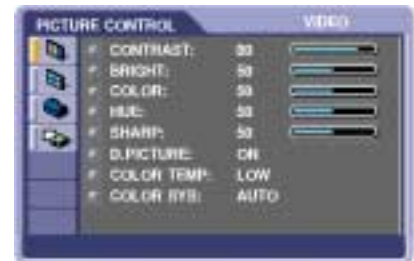 PICTURE CONTROL VIDEO
CONTRAST: 80
BRIGHT: 50
COLOR: 50
HUE: 50
SHARP: 50
D.PICTURE: ON
COLOR TEMP: LOW
COLOR SYS: AUTO